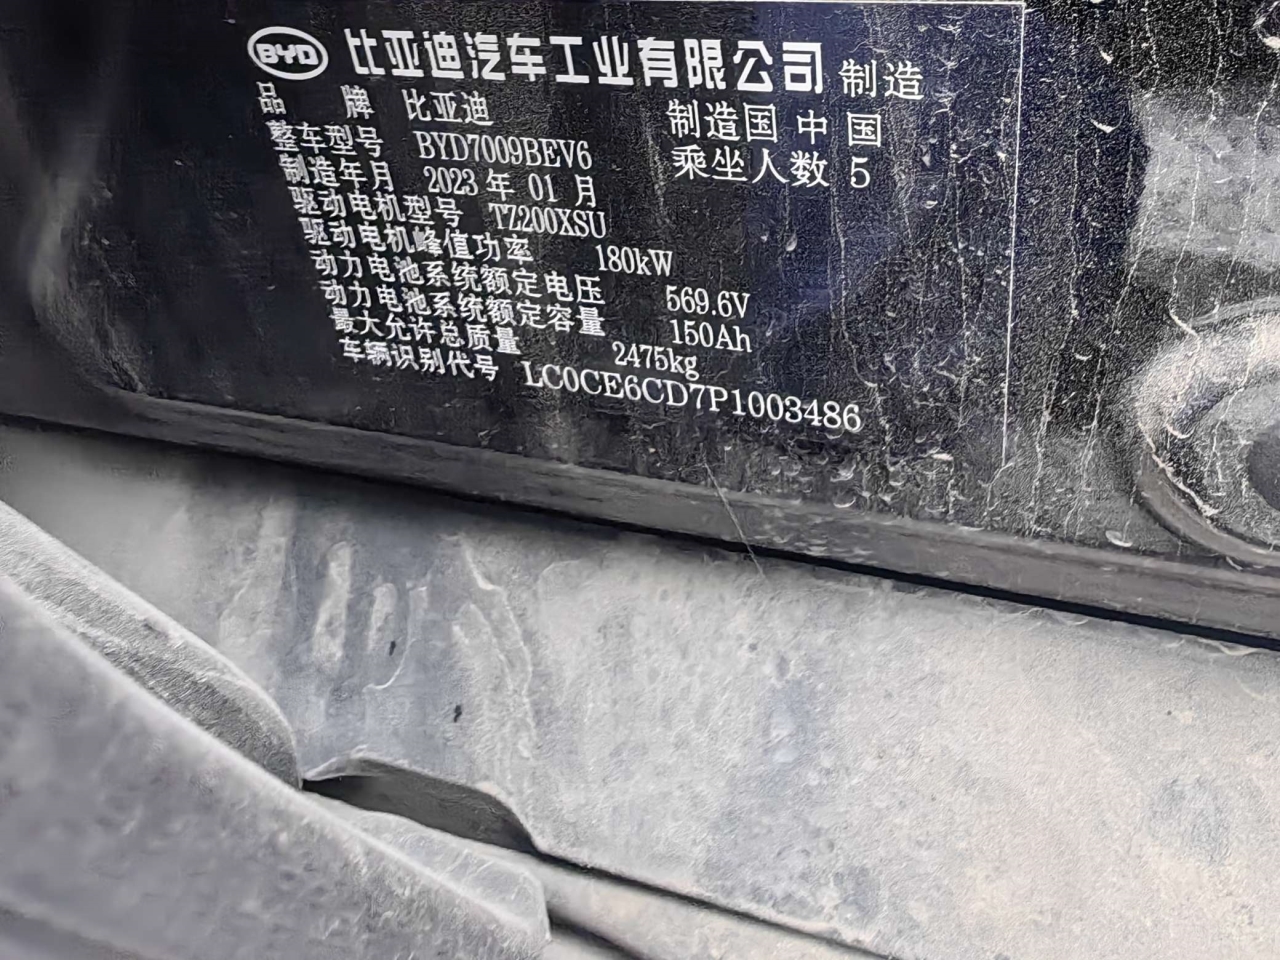 BYD 比亚迪汽车工业有限公司 制造
品 牌 比亚迪 制造国 中国
整车型号 BYD7009BEV6 乘坐人数 5
制造年月 2023 年 01 月
驱动电机型号 TZ200XSU
驱动电机峰值功率 180kW
动力电池系统额定电压 569.6V
动力电池系统额定容量 150Ah
最大允许总质量 2475kg
车辆识别代号 LC0CE6CD7P1003486